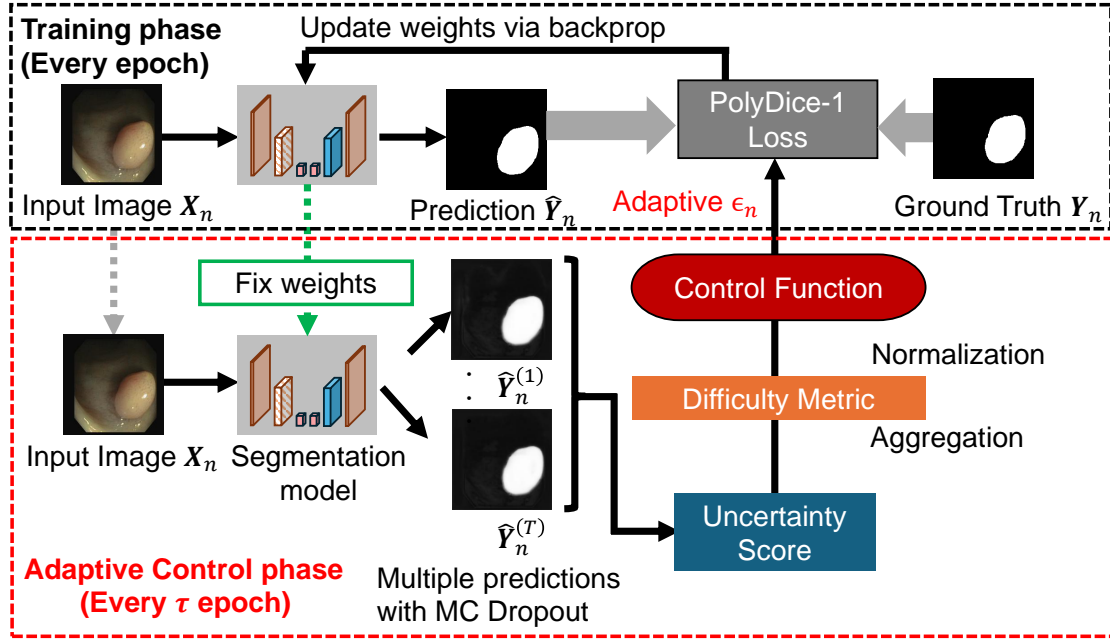 Training phase
(Every epoch)
Update weights via backprop
PolyDice-1
Loss
Input Image Xₙ
Prediction Ŷₙ
Adaptive ϵₙ
Ground Truth Yₙ
Fix weights
Control Function
Ŷₙ⁽¹⁾
Normalization
Difficulty Metric
Aggregation
Input Image Xₙ
Segmentation
model
Ŷₙ⁽ᵀ⁾
Uncertainty
Score
Adaptive Control phase
(Every τ epoch)
Multiple predictions
with MC Dropout